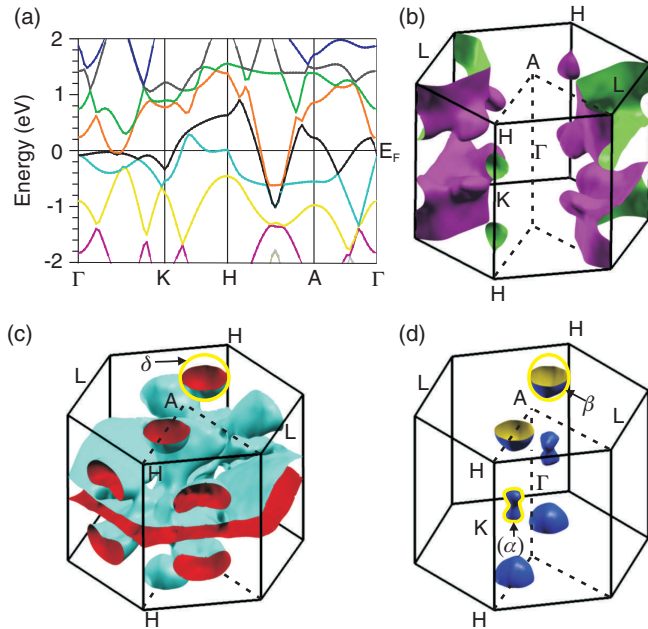 (a)
2
1
0
-1
-2
Energy (eV)
E_F
Γ
K
H
A
Γ
(b)
H
L
A
L
H
Γ
K
H
(c)
H
δ
L
A
L
H
H
(d)
H
β
A
L
H
Γ
K
(α)
H